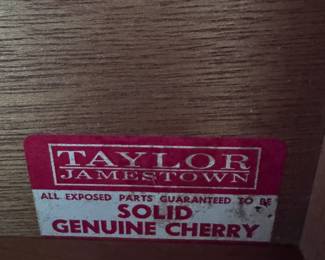 TAYLOR
JAMESTOWN
ALL EXPOSED PARTS GUARANTEED TO BE
SOLID
GENUINE CHERRY